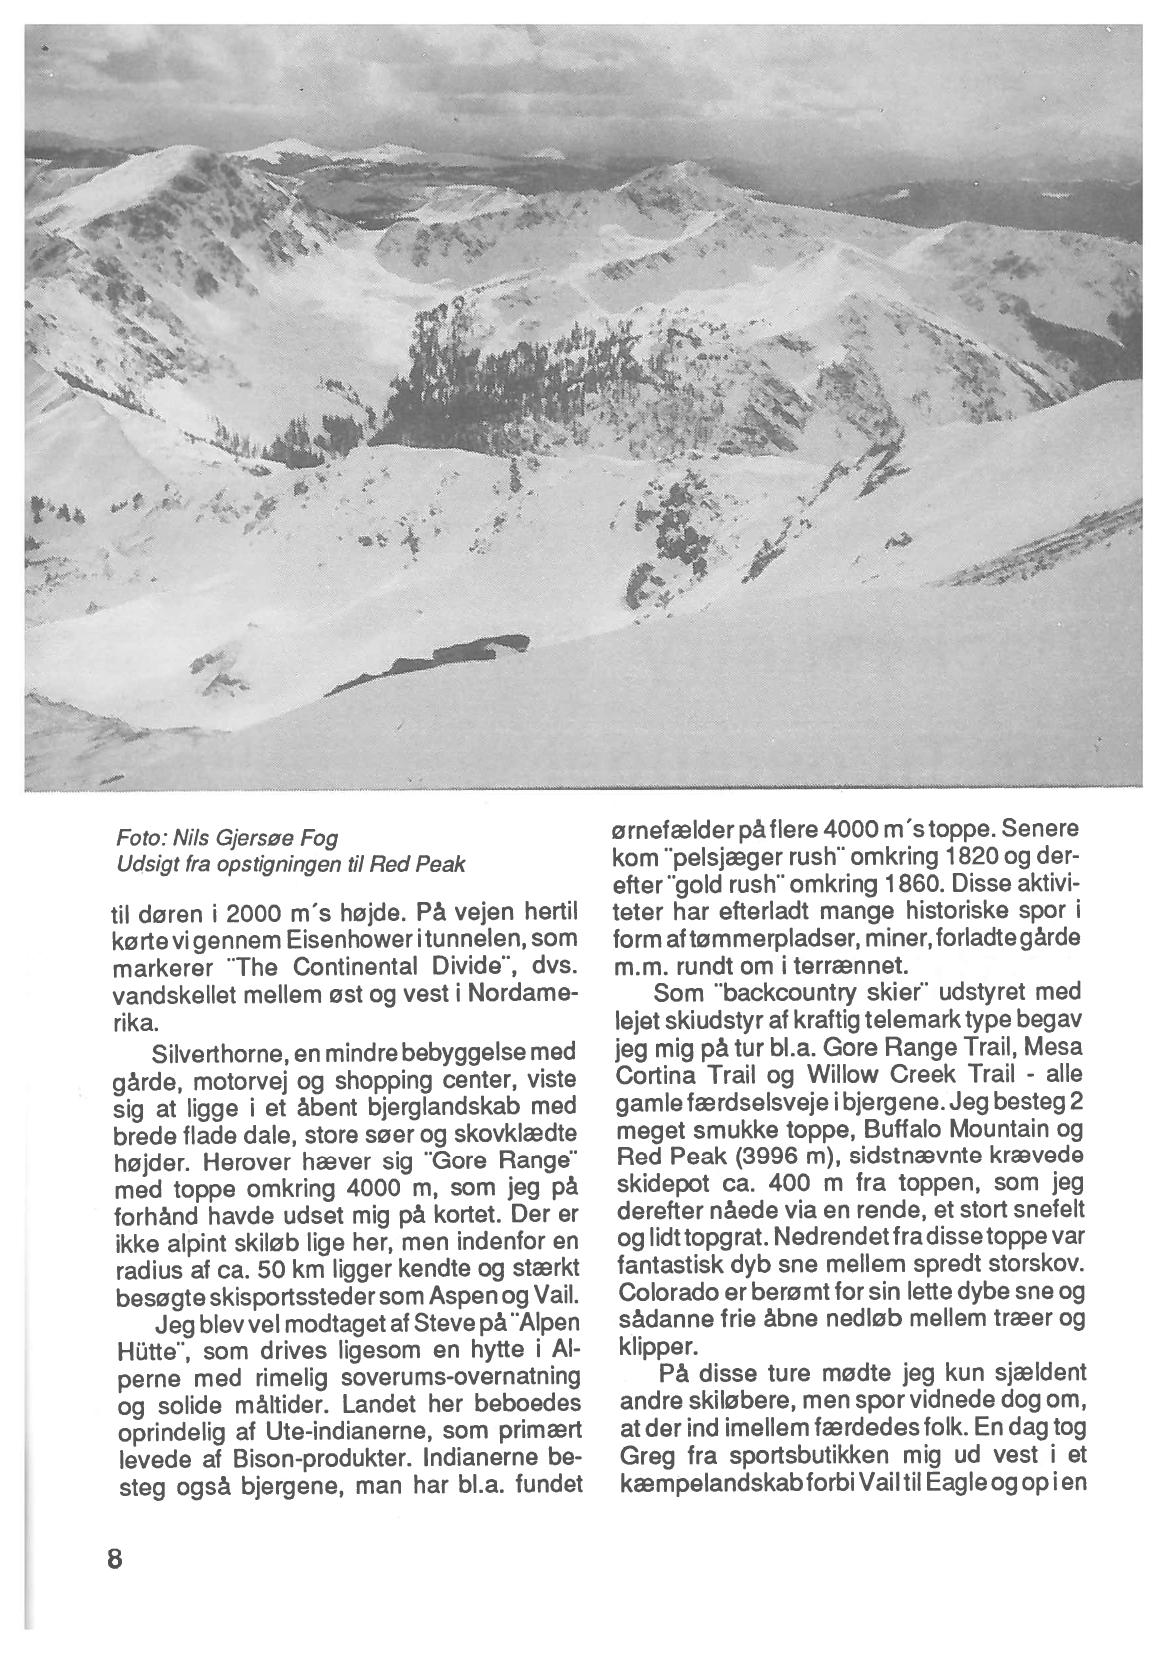 Foto: Nils Gjersøe Fog
Udsigt fra opstigningen til Red Peak
til døren i 2000 m´s højde. På vejen hertil
kørte vi gennem Eisenhoweritunnelen, som
markerer ¨The Continental Divide¨, dvs.
vandskellet mellem øst og vest i Nordame-
rika.
Silverthorne, en mindre bebyggelse med
gårde, motorvej og shopping center, viste
sig at ligge i et åbent bjerglandskab med
brede flade dale, store søer og skovklædte
højder. Herover hæver sig ¨Gore Range¨
med toppe omkring 4000 m, som jeg på
forhånd havde udset mig på kortet. Der er
ikke alpint skiløb lige her, men indenfor en
radius af ca. 50 km ligger kendte og stærkt
besøgte skisportssteder som Aspen og Vail.
Jeg blev vel modtaget af Steve på ¨Alpen
Hütte¨, som drives ligesom en hytte i Al-
perne med rimelig soverums-overnatning
og solide måltider. Landet her beboedes
oprindelig af Ute-indianerne, som primært
levede af Bison-produkter. Indianerne be-
steg også bjergene, man har bl.a. fundet
ørnefælder på flere 4000 m´s toppe. Senere
kom ¨pelsjæger rush¨ omkring 1820 og der-
efter ¨gold rush¨ omkring 1860. Disse aktivi-
teter har efterladt mange historiske spor i
form af tømmerpladser, miner, forladte gårde
m.m. rundt om i terrænnet.
Som ¨backcountry skier¨ udstyret med
lejet skiudstyr af kraftig telemark type begav
jeg mig på tur bl.a. Gore Range Trail, Mesa
Cortina Trail og Willow Creek Trail - alle
gamle færdselsveje i bjergene. Jeg besteg 2
meget smukke toppe, Buffalo Mountain og
Red Peak (3996 m), sidstnævnte krævede
skidepot ca. 400 m fra toppen, som jeg
derefter nåede via en rende, et stort snefelt
og lidt topgrat. Nedrendet fra disse toppe var
fantastisk dyb sne mellem spredt storskov.
Colorado er berømt for sin lette dybe sne og
sådanne frie åbne nedløb mellem træer og
klipper.
På disse ture mødte jeg kun sjældent
andre skiløbere, men spor vidnede dog om,
at der ind imellem færdedes folk. En dag tog
Greg fra sportsbutikken mig ud vest i et
kæmpelandskab forbi Vail til Eagle og op i en
8